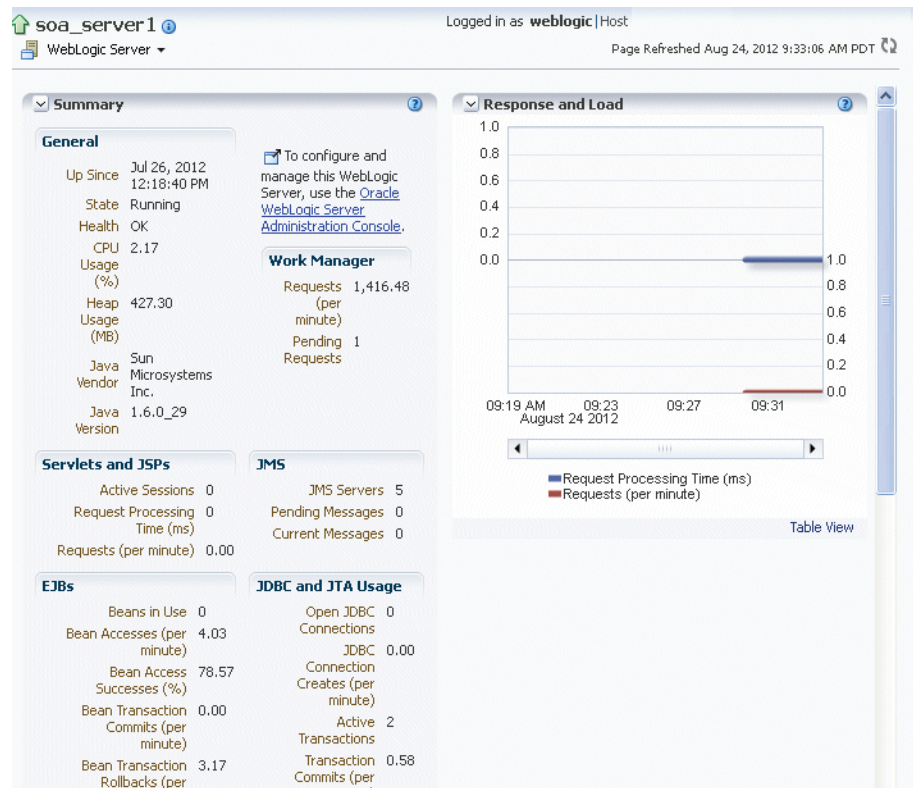 soa_server1
Logged in as weblogic|Host
WebLogic Server
Page Refreshed Aug 24, 2012 9:33:06 AM PDT
Summary
General
Up Since Jul 26, 2012
12:18:40 PM
State Running
Health OK
CPU 2.17
Usage
(%)
Heap 427.30
Usage
(MB)
Java Sun
Vendor Microsystems
Inc.
Java 1.6.0_29
Version
To configure and
manage this WebLogic
Server, use the Oracle
WebLogic Server
Administration Console.
Work Manager
Requests 1,416.48
(per
minute)
Pending 1
Requests
Servlets and JSPs
Active Sessions 0
Request Processing 0
Time (ms)
Requests (per minute) 0.00
JMS
JMS Servers 5
Pending Messages 0
Current Messages 0
EJBs
Beans in Use 0
Bean Accesses (per 4.03
minute)
Bean Access 78.57
Successes (%)
Bean Transaction 0.00
Commits (per
minute)
Bean Transaction 3.17
Rollbacks (per
JDBC and JTA Usage
Open JDBC 0
Connections
JDBC 0.00
Connection
Creates (per
minute)
Active 2
Transactions
Transaction 0.58
Commits (per
Response and Load
1.0
0.8
0.6
0.4
0.2
0.0
1.0
0.8
0.6
0.4
0.2
0.0
09:19 AM 09:23 09:27 09:31
August 24 2012
Request Processing Time (ms)
Requests (per minute)
Table View